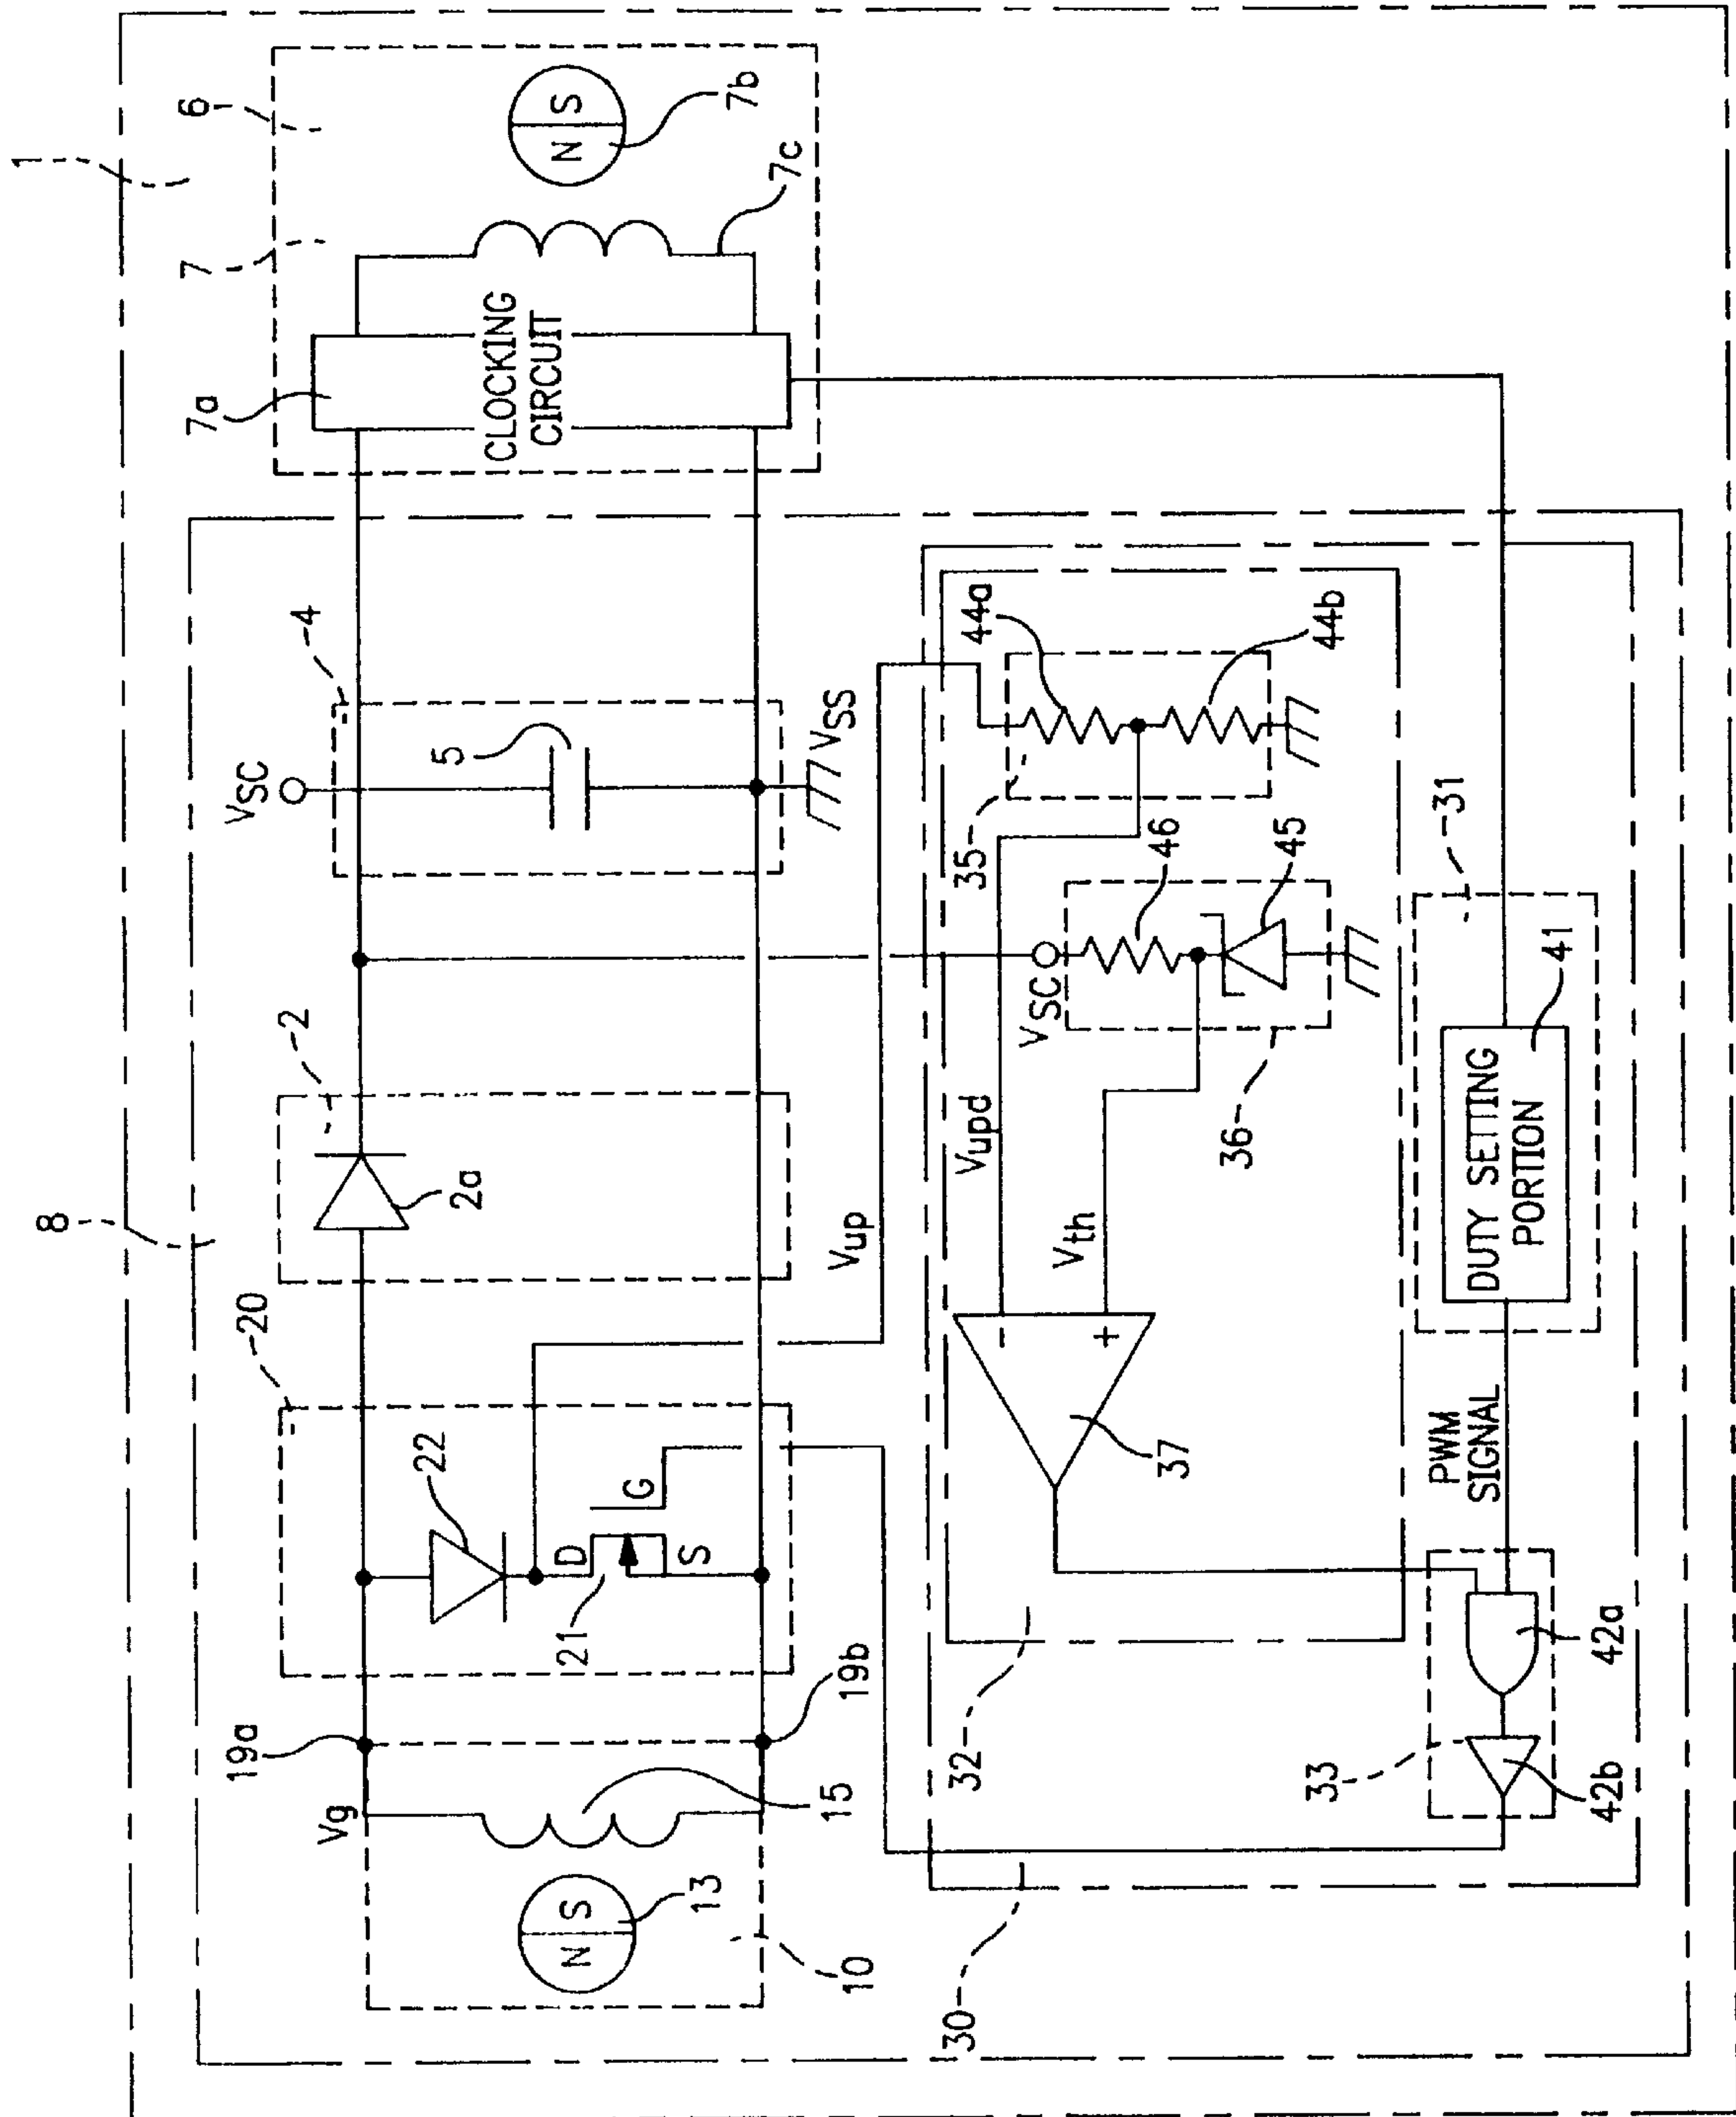 1
8
6
7
7a
CLOCKING
CIRCUIT
N S
7b
7c
4
VSC
5
VSS
2
2a
20
22
D
G
S
21
19a
19b
Vg
15
N S
13
10
Vup
44a
44b
35
VSC
46
45
36
Vupd
Vth
-
+
37
32
31
DUTY SETTING
PORTION
41
PWM
SIGNAL
42a
33
42b
30